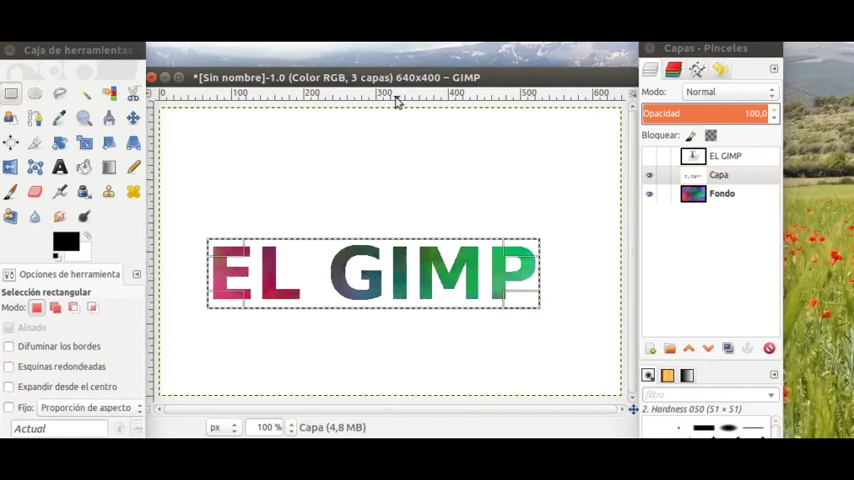 Caja de herramientas
*[Sin nombre]-1.0 (Color RGB, 3 capas) 640x400 – GIMP
Capas - Pinceles
0 100 200 300 400 500 600
Modo: Normal
Opacidad 100,0
Bloquear:
EL GIMP
Capa
Fondo
EL GIMP
Opciones de herramienta
Selección rectangular
Modo:
Alisado
Difuminar los bordes
Esquinas redondeadas
Expandir desde el centro
Fijo: Proporción de aspecto
Actual
filtro
2. Hardness 050 (51 × 51)
px 100 % Capa (4,8 MB)